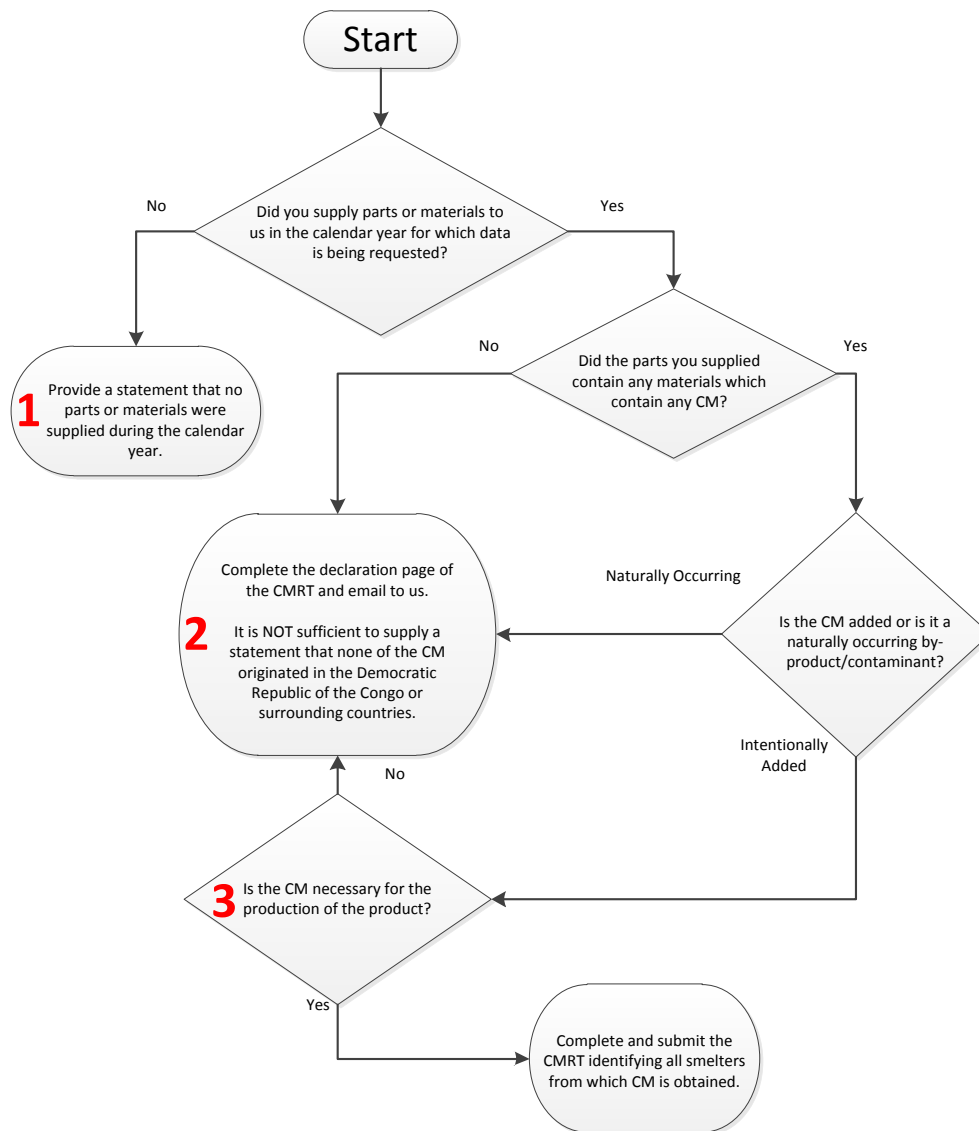 Start
No
Yes
Did you supply parts or materials to
us in the calendar year for which data
is being requested?
No
Yes
Did the parts you supplied
contain any materials which
contain any CM?
1
Provide a statement that no
parts or materials were
supplied during the calendar
year.
Naturally Occurring
Is the CM added or is it a
naturally occurring by-
product/contaminant?
2
Complete the declaration page of
the CMRT and email to us.
It is NOT sufficient to supply a
statement that none of the CM
originated in the Democratic
Republic of the Congo or
surrounding countries.
Intentionally
Added
No
3
Is the CM necessary for the
production of the product?
Yes
Complete and submit the
CMRT identifying all smelters
from which CM is obtained.